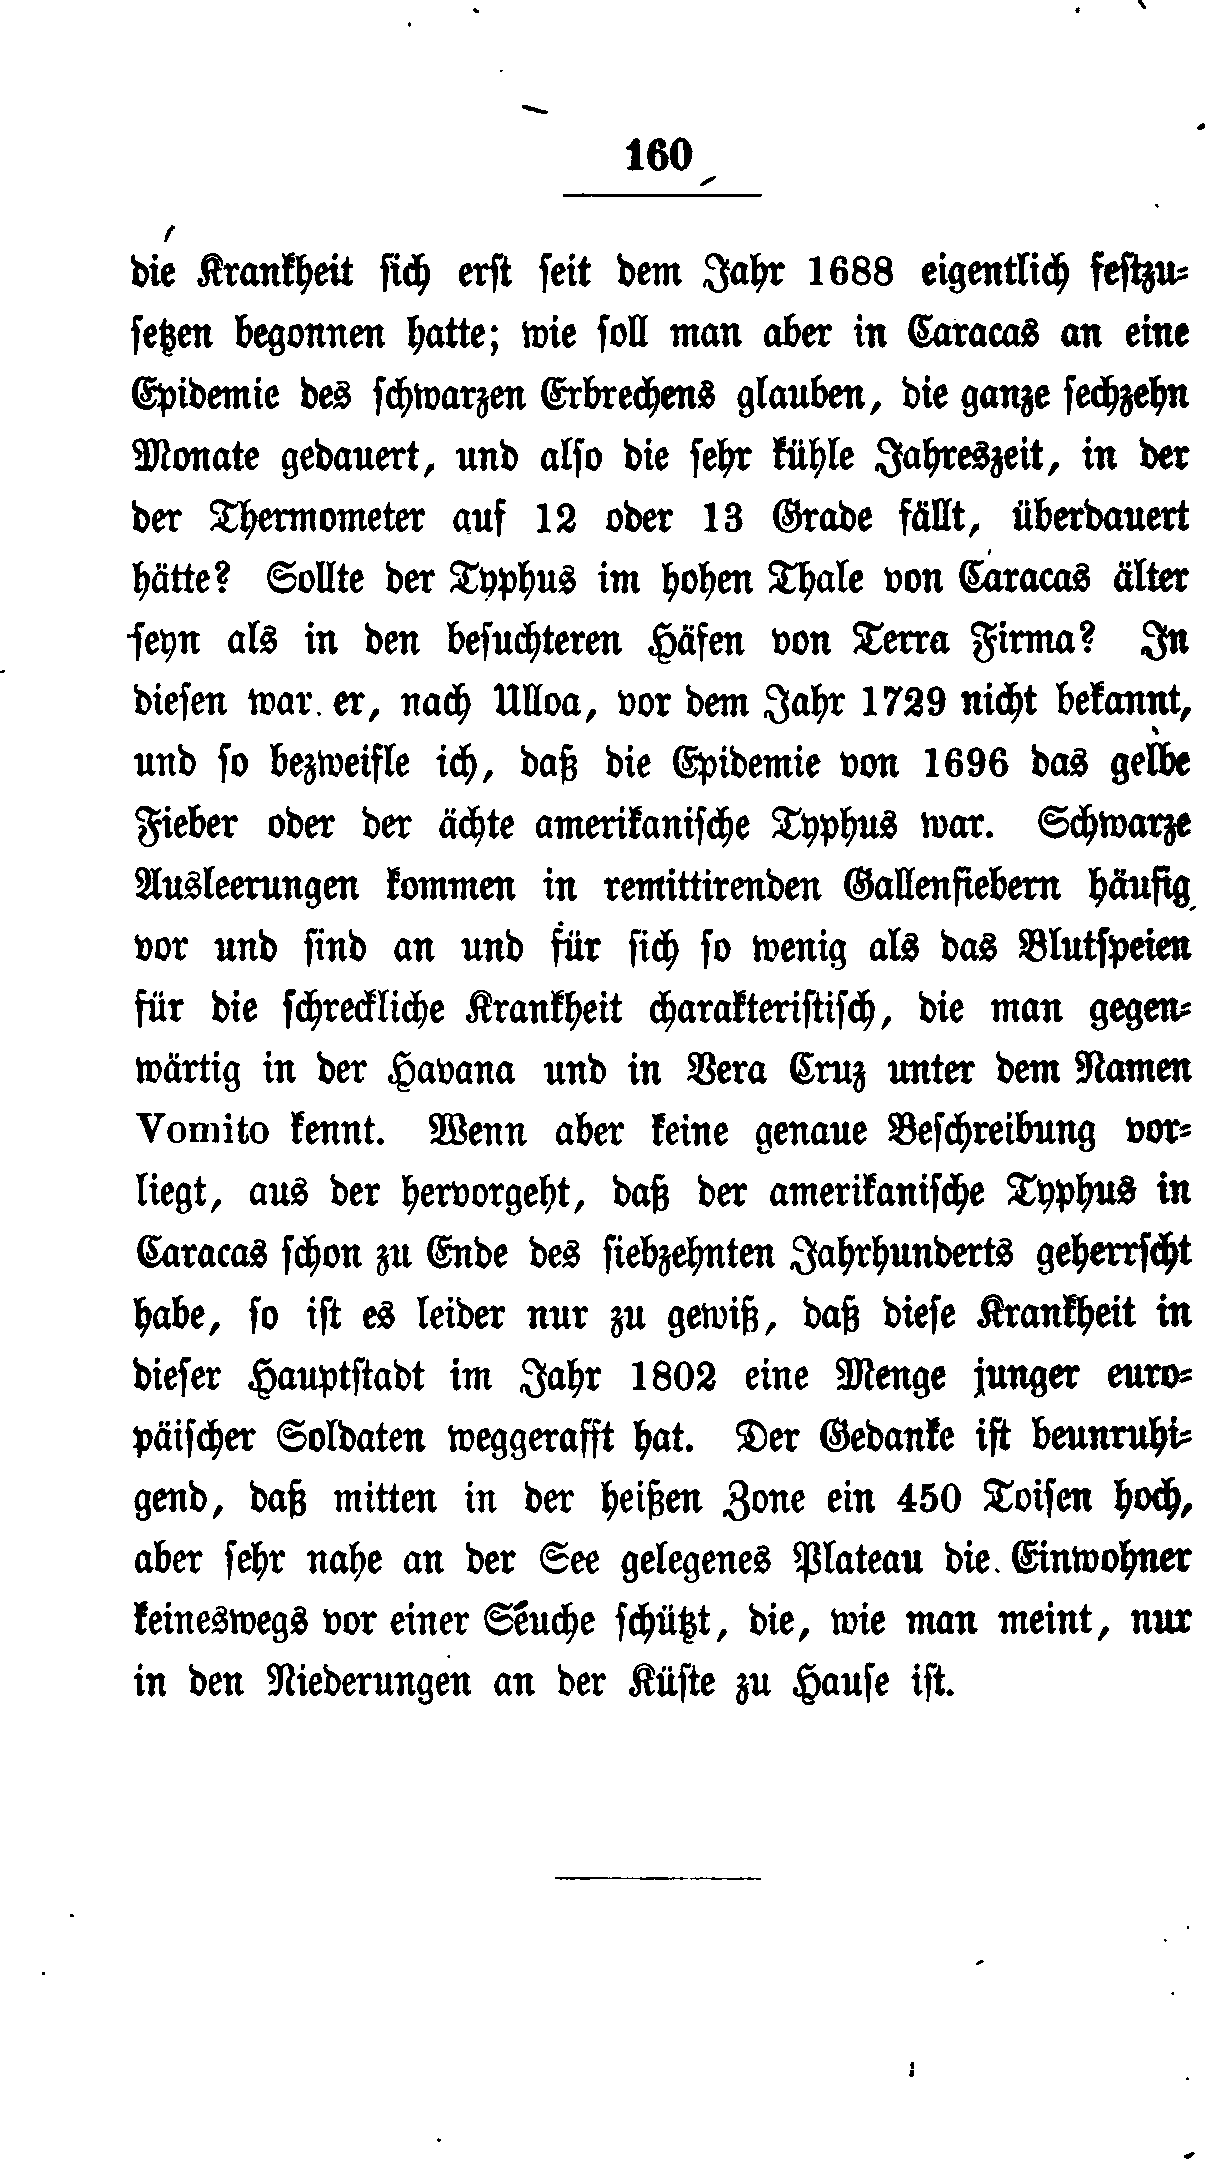 160
die Krankheit sich erst seit dem Jahr 1688 eigentlich festzu-
setzen begonnen hatte; wie soll man aber in Caracas an eine
Epidemie des schwarzen Erbrechens glauben, die ganze sechzehn
Monate gedauert, und also die sehr kühle Jahreszeit, in der
der Thermometer auf 12 oder 13 Grade fällt, überdauert
hätte? Sollte der Typhus im hohen Thale von Caracas älter
seyn als in den besuchteren Häfen von Terra Firma? In
diesen war er, nach Ulloa, vor dem Jahr 1729 nicht bekannt,
und so bezweifle ich, daß die Epidemie von 1696 das gelbe
Fieber oder der ächte amerikanische Typhus war. Schwarze
Ausleerungen kommen in remittirenden Gallenfiebern häufig
vor und sind an und für sich so wenig als das Blutspeien
für die schreckliche Krankheit charakteristisch, die man gegen-
wärtig in der Havana und in Vera Cruz unter dem Namen
Vomito kennt. Wenn aber keine genaue Beschreibung vor-
liegt, aus der hervorgeht, daß der amerikanische Typhus in
Caracas schon zu Ende des siebzehnten Jahrhunderts geherrscht
habe, so ist es leider nur zu gewiß, daß diese Krankheit in
dieser Hauptstadt im Jahr 1802 eine Menge junger euro-
päischer Soldaten weggerafft hat. Der Gedanke ist beunruhi-
gend, daß mitten in der heißen Zone ein 450 Toisen hoch,
aber sehr nahe an der See gelegenes Plateau die Einwohner
keineswegs vor einer Seuche schützt, die, wie man meint, nur
in den Niederungen an der Küste zu Hause ist.